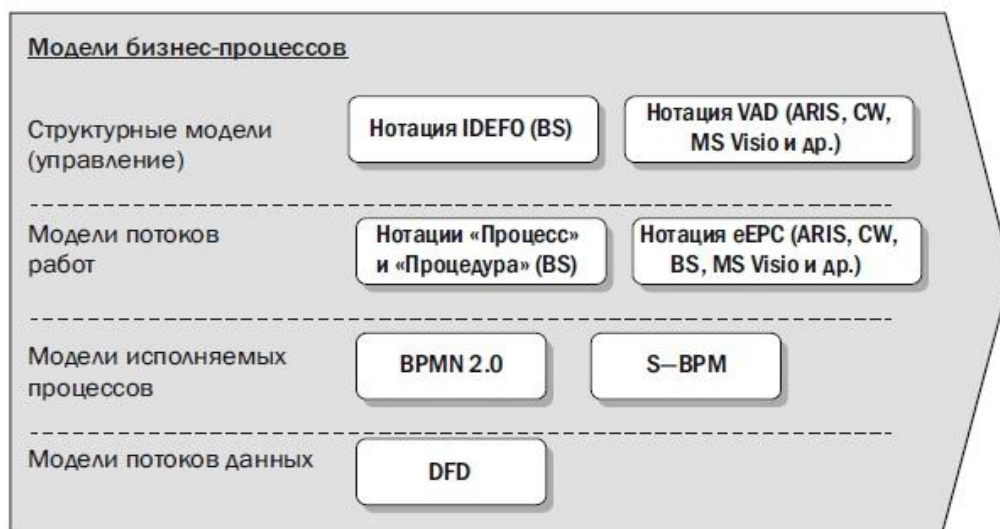 Модели бизнес-процессов
Структурные модели
(управление)
Нотация IDEFO (BS)
Нотация VAD (ARIS, CW,
MS Visio и др.)
Модели потоков
работ
Нотации «Процесс»
и «Процедура» (BS)
Нотация eEPC (ARIS, CW,
BS, MS Visio и др.)
Модели исполняемых
процессов
BPMN 2.0
S–BPM
Модели потоков данных
DFD